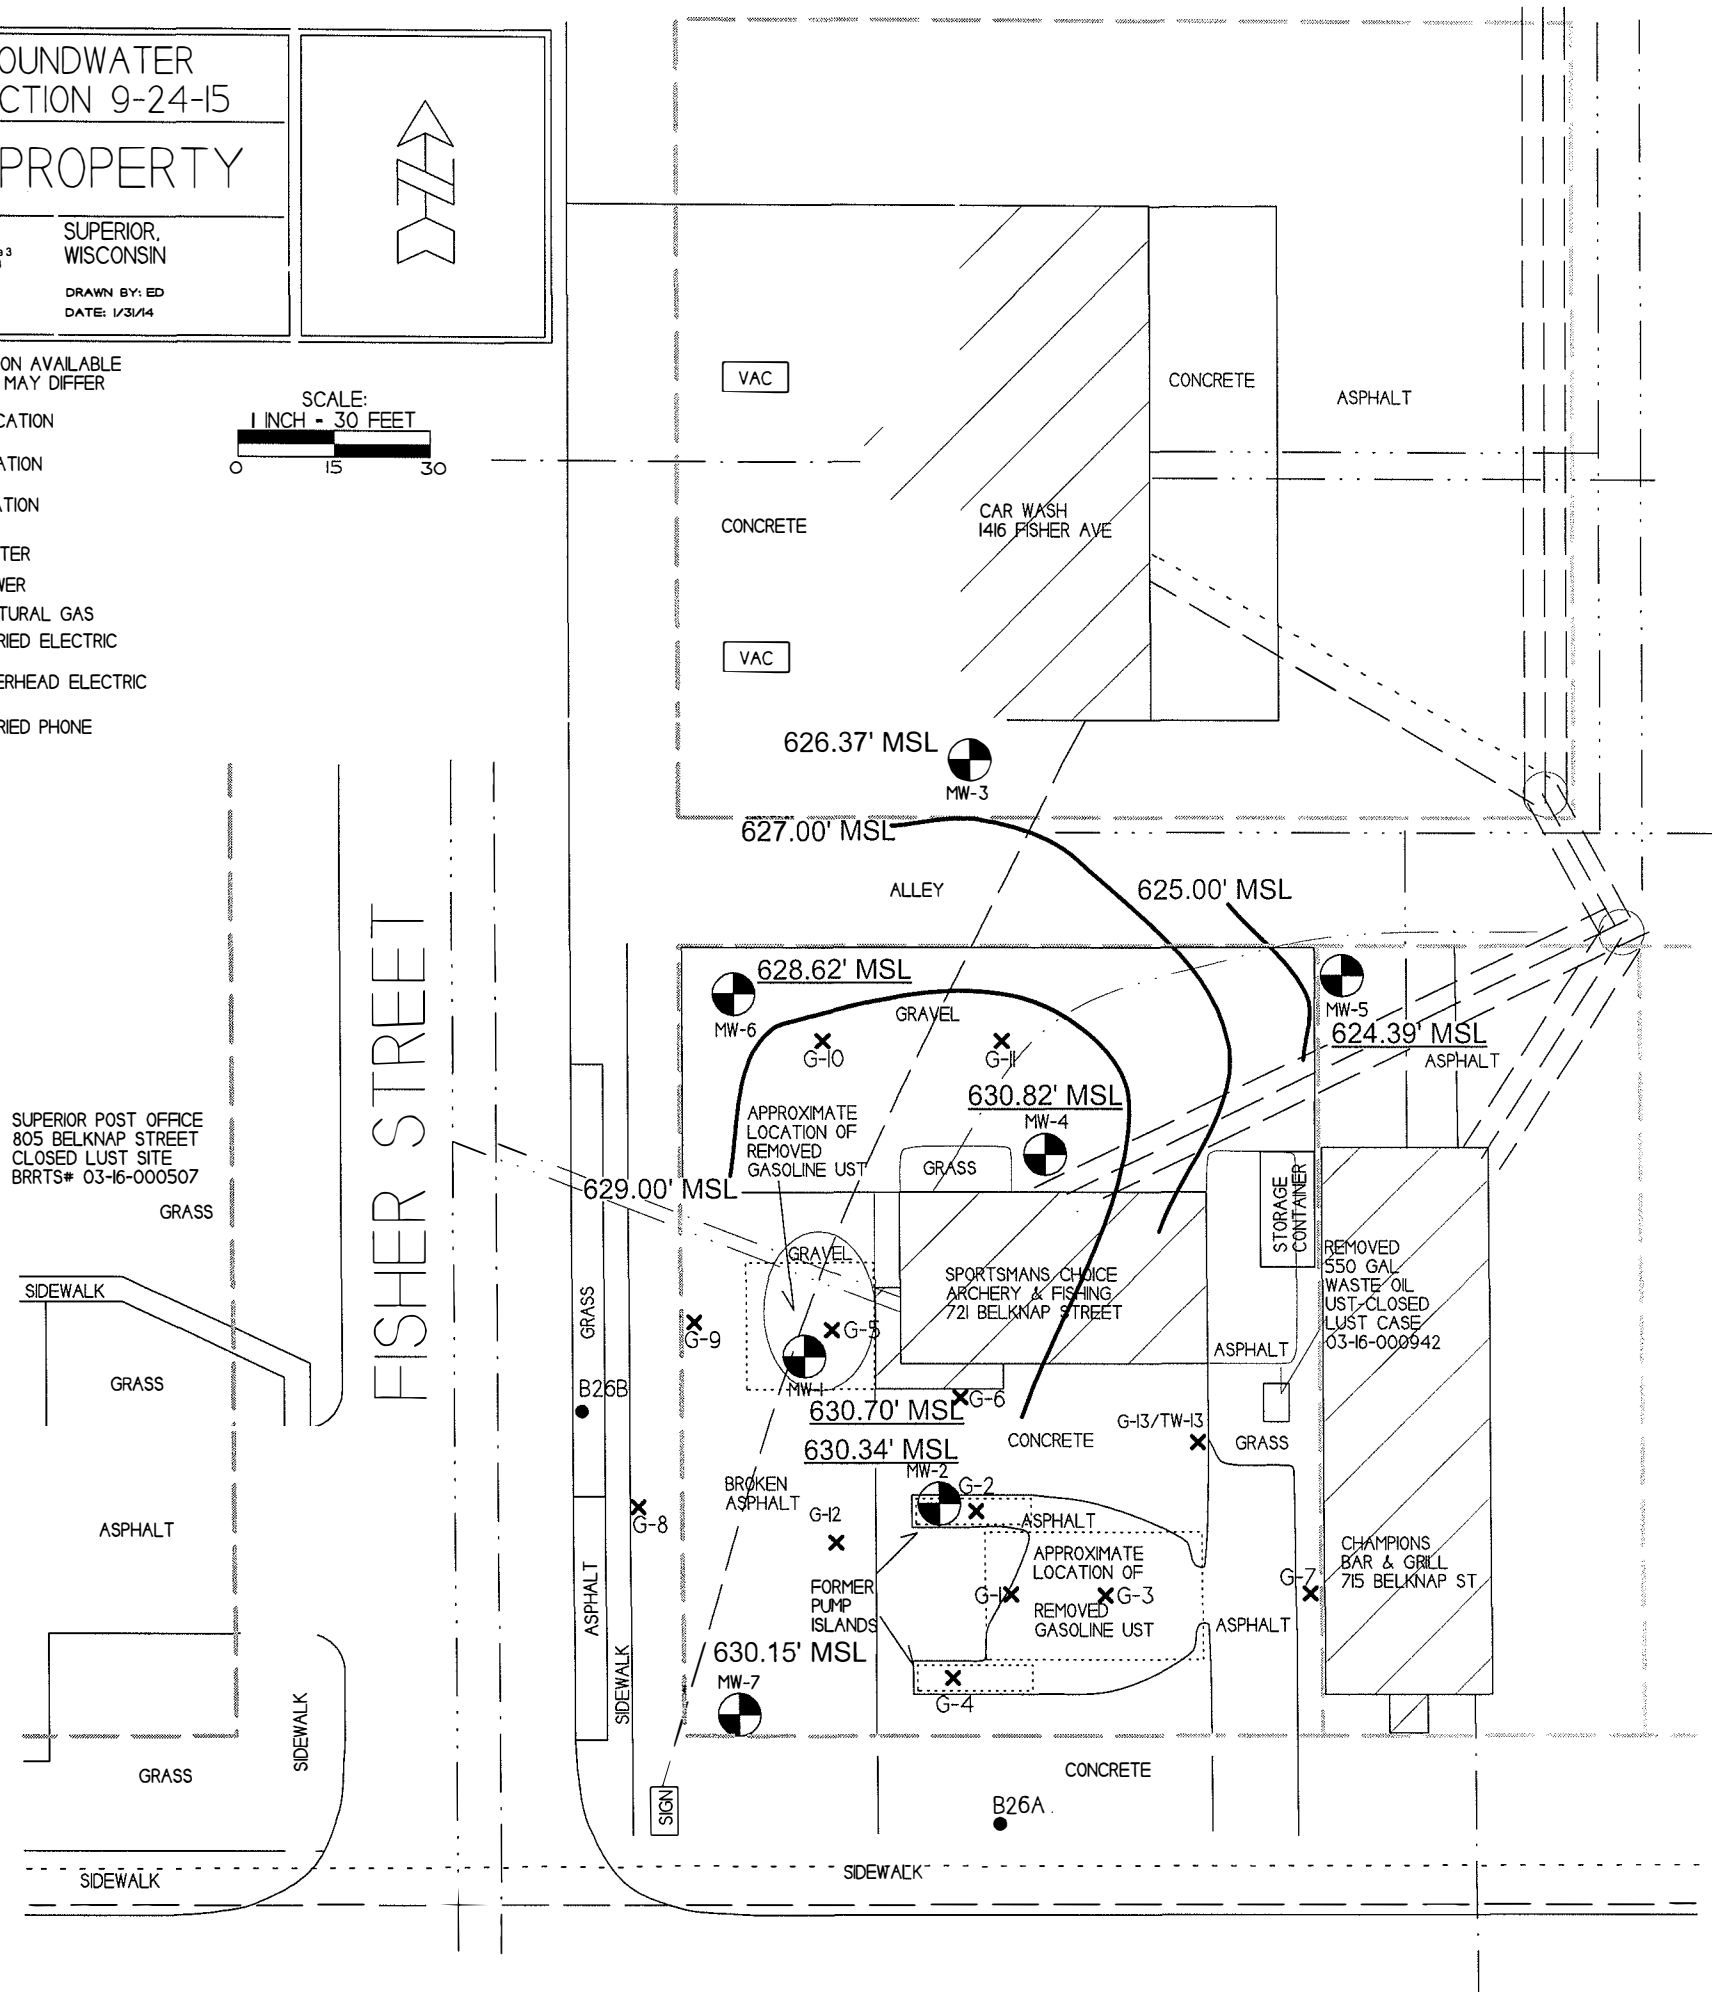 OUNDWATER
CTION 9-24-15
PROPERTY
SUPERIOR,
WISCONSIN
DRAWN BY: ED
DATE: 1/31/14
ON AVAILABLE
MAY DIFFER
CATION
ATION
ATION
TER
WER
TURAL GAS
RIED ELECTRIC
ERHEAD ELECTRIC
RIED PHONE
SCALE:
1 INCH = 30 FEET
0 15 30
N
VAC
CONCRETE
VAC
CAR WASH
1416 FISHER AVE
CONCRETE
ASPHALT
626.37' MSL
MW-3
627.00' MSL
ALLEY
625.00' MSL
628.62' MSL
MW-6
GRAVEL
G-10
G-11
MW-5
624.39' MSL
ASPHALT
630.82' MSL
MW-4
APPROXIMATE
LOCATION OF
REMOVED
GASOLINE UST
GRASS
629.00' MSL
FISHER STREET
SUPERIOR POST OFFICE
805 BELKNAP STREET
CLOSED LUST SITE
BRRTS# 03-16-000507
GRASS
SIDEWALK
GRASS
ASPHALT
GRASS
SIDEWALK
SIDEWALK
GRASS
B26B
ASPHALT
SIDEWALK
SIGN
GRAVEL
G-9
G-5
MW-1
630.70' MSL
G-6
SPORTSMANS CHOICE
ARCHERY & FISHING
721 BELKNAP STREET
STORAGE
CONTAINER
REMOVED
550 GAL
WASTE OIL
UST-CLOSED
LUST CASE
03-16-000942
ASPHALT
G-13/TW-13
GRASS
CONCRETE
630.34' MSL
MW-2
G-2
BROKEN
ASPHALT
G-8
G-12
ASPHALT
APPROXIMATE
LOCATION OF
REMOVED
GASOLINE UST
G-1
G-3
FORMER
PUMP
ISLANDS
G-7
CHAMPIONS
BAR & GRILL
715 BELKNAP ST
ASPHALT
630.15' MSL
MW-7
G-4
CONCRETE
B26A
SIDEWALK